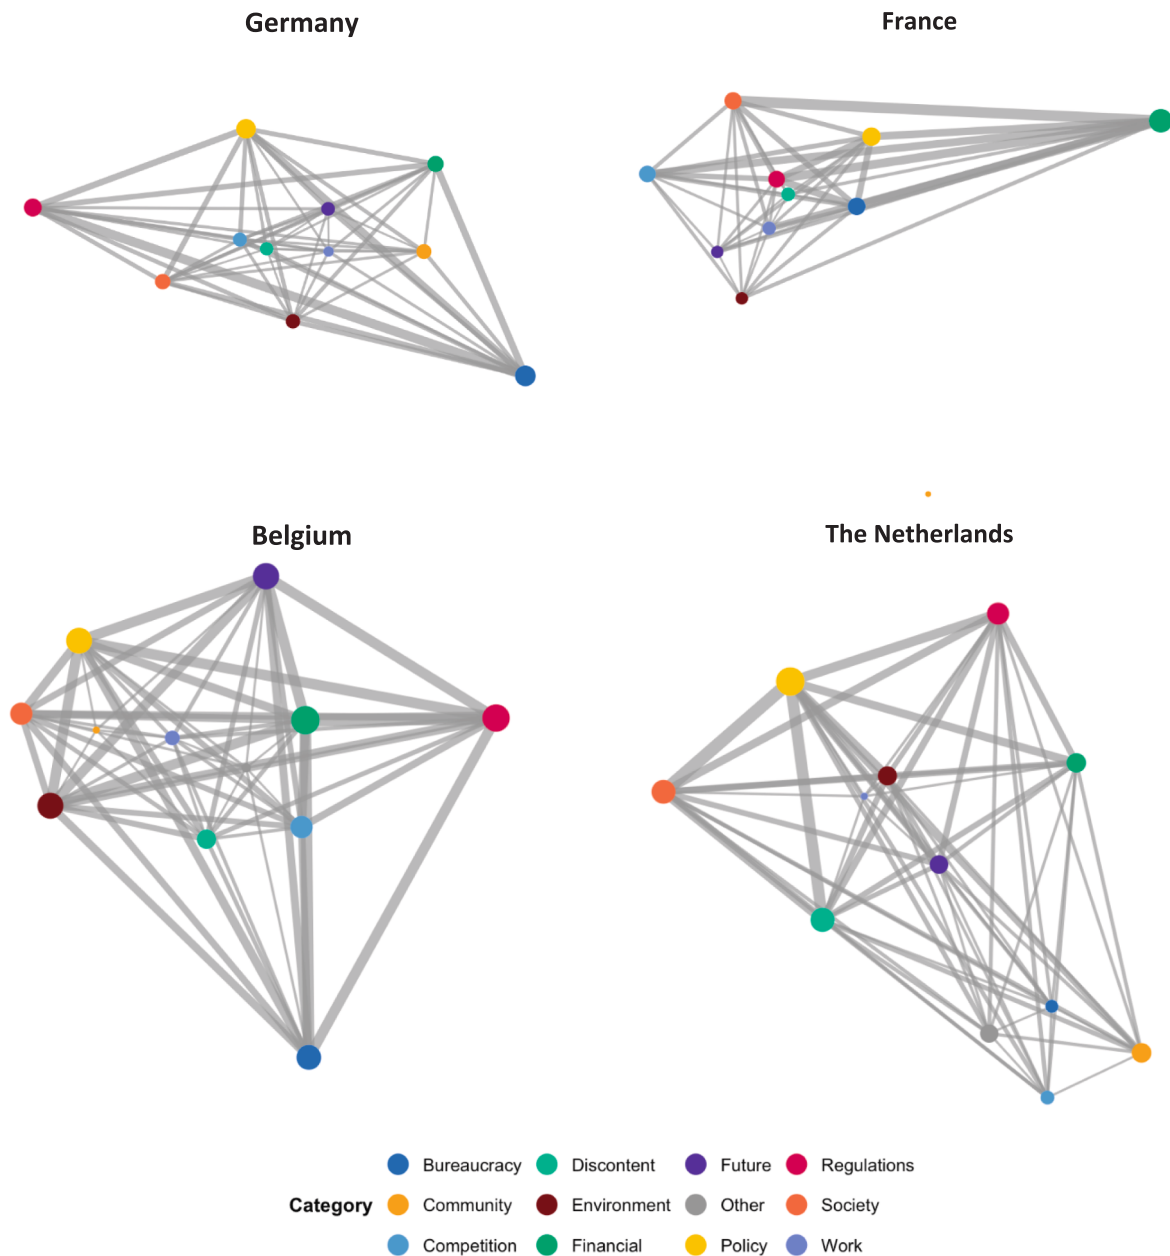 Germany
France
Belgium
The Netherlands
Bureaucracy Discontent Future Regulations
Category Community Environment Other Society
Competition Financial Policy Work